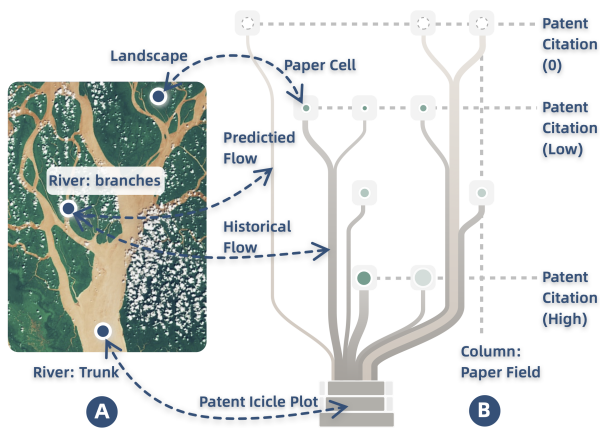 Patent
Citation
(0)
Landscape
Paper Cell
Patent
Citation
(Low)
Predictied
Flow
River: branches
Historical
Flow
Patent
Citation
(High)
Column:
Paper Field
River: Trunk
Patent Icicle Plot
A
B